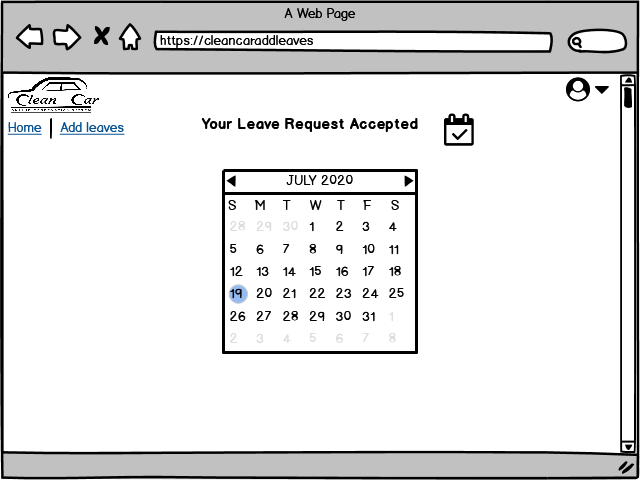 A Web Page
https://cleancaraddleaves
Clean Car
Home Add leaves
Your Leave Request Accepted
JULY 2020
S M T W T F S
28 29 30 1 2 3 4
5 6 7 8 9 10 11
12 13 14 15 16 17 18
19 20 21 22 23 24 25
26 27 28 29 30 31 1
2 3 4 5 6 7 8